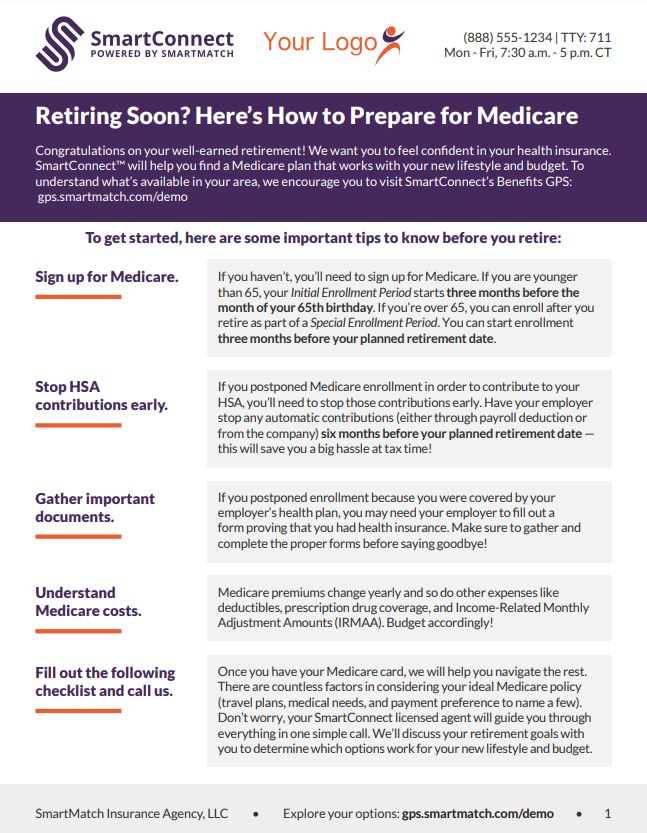 SmartConnect
POWERED BY SMARTMATCH
Your Logo
(888) 555-1234 | TTY: 711
Mon - Fri, 7:30 a.m. - 5 p.m. CT
Retiring Soon? Here’s How to Prepare for Medicare
Congratulations on your well-earned retirement! We want you to feel confident in your health insurance.
SmartConnect™ will help you find a Medicare plan that works with your new lifestyle and budget. To
understand what’s available in your area, we encourage you to visit SmartConnect’s Benefits GPS:
gps.smartmatch.com/demo
To get started, here are some important tips to know before you retire:
Sign up for Medicare.
If you haven’t, you’ll need to sign up for Medicare. If you are younger
than 65, your Initial Enrollment Period starts three months before the
month of your 65th birthday. If you’re over 65, you can enroll after you
retire as part of a Special Enrollment Period. You can start enrollment
three months before your planned retirement date.
Stop HSA
contributions early.
If you postponed Medicare enrollment in order to contribute to your
HSA, you’ll need to stop those contributions early. Have your employer
stop any automatic contributions (either through payroll deduction or
from the company) six months before your planned retirement date —
this will save you a big hassle at tax time!
Gather important
documents.
If you postponed enrollment because you were covered by your
employer’s health plan, you may need your employer to fill out a
form proving that you had health insurance. Make sure to gather and
complete the proper forms before saying goodbye!
Understand
Medicare costs.
Medicare premiums change yearly and so do other expenses like
deductibles, prescription drug coverage, and Income-Related Monthly
Adjustment Amounts (IRMAA). Budget accordingly!
Fill out the following
checklist and call us.
Once you have your Medicare card, we will help you navigate the rest.
There are countless factors in considering your ideal Medicare policy
(travel plans, medical needs, and payment preference to name a few).
Don’t worry, your SmartConnect licensed agent will guide you through
everything in one simple call. We’ll discuss your retirement goals with
you to determine which options work for your new lifestyle and budget.
SmartMatch Insurance Agency, LLC • Explore your options: gps.smartmatch.com/demo • 1